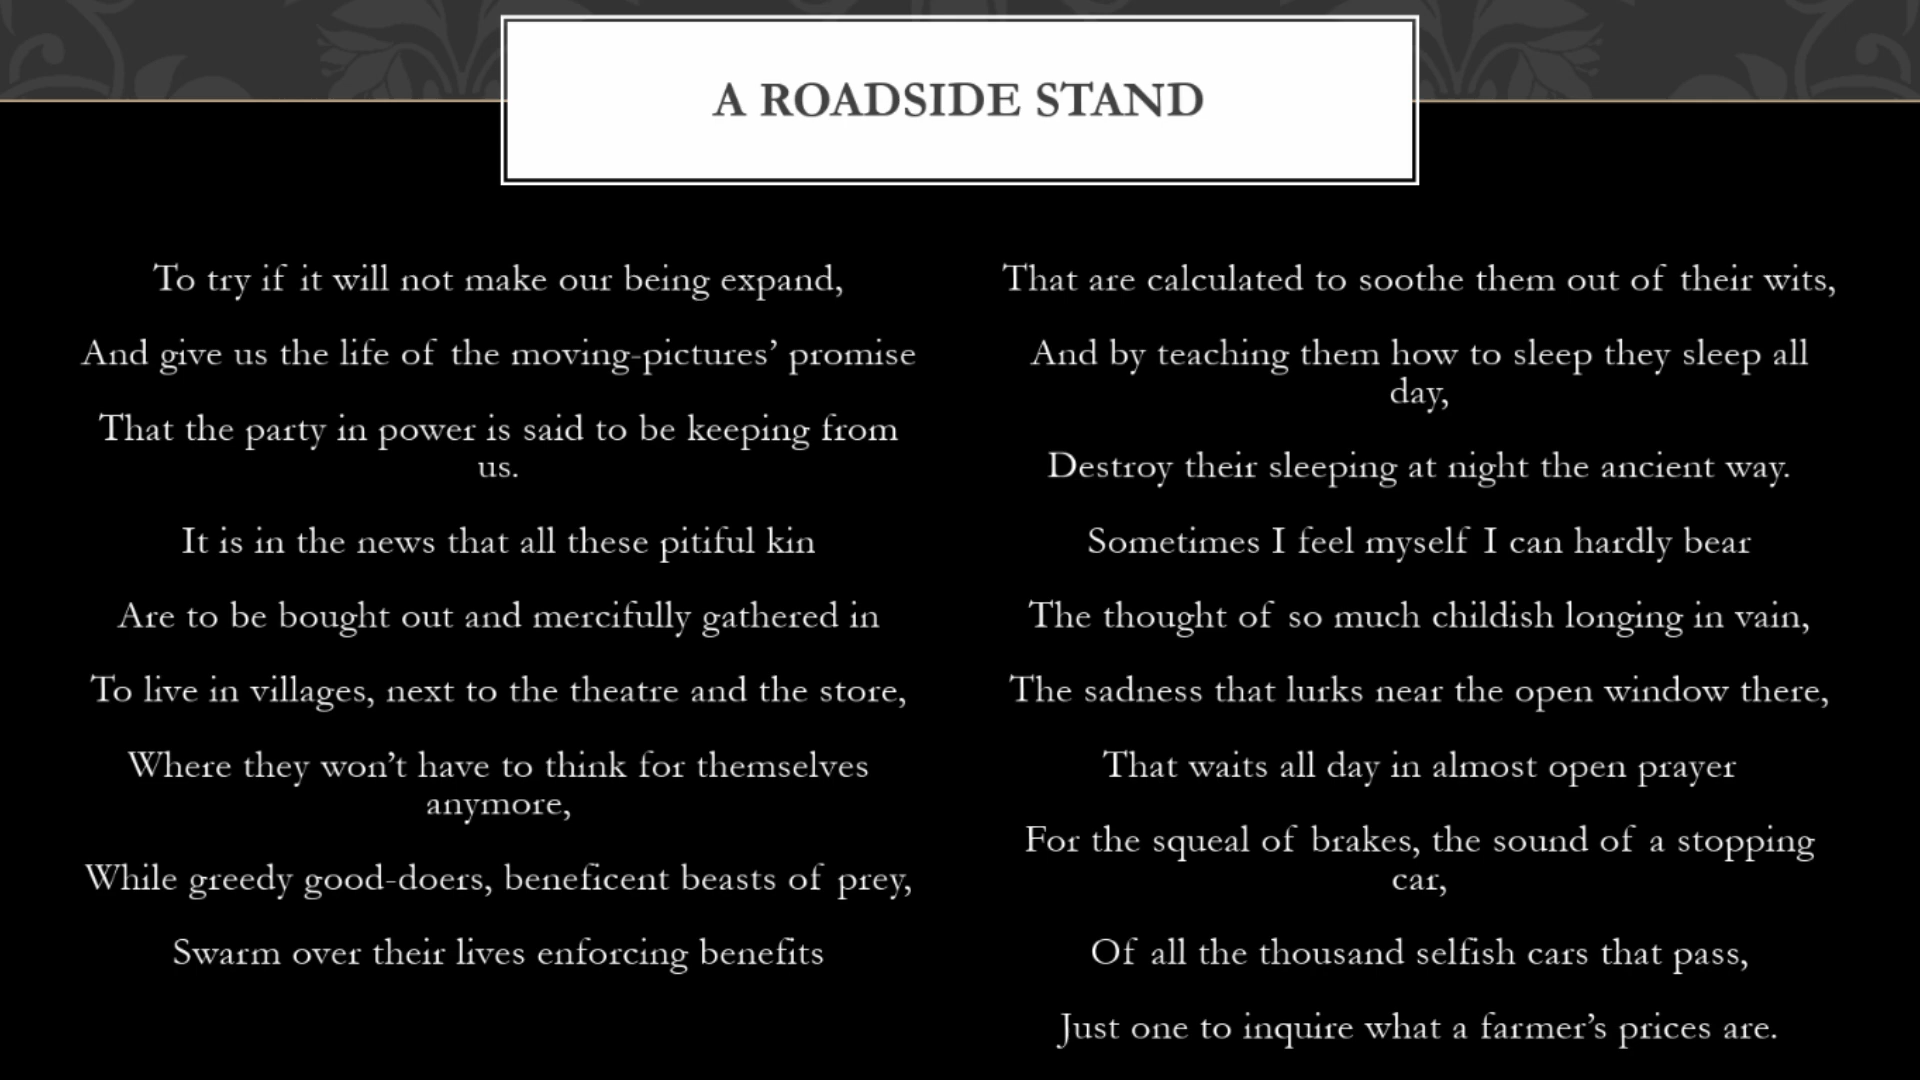 A ROADSIDE STAND
To try if it will not make our being expand,
And give us the life of the moving-pictures’ promise
That the party in power is said to be keeping from
us.
It is in the news that all these pitiful kin
Are to be bought out and mercifully gathered in
To live in villages, next to the theatre and the store,
Where they won’t have to think for themselves
anymore,
While greedy good-doers, beneficent beasts of prey,
Swarm over their lives enforcing benefits
That are calculated to soothe them out of their wits,
And by teaching them how to sleep they sleep all
day,
Destroy their sleeping at night the ancient way.
Sometimes I feel myself I can hardly bear
The thought of so much childish longing in vain,
The sadness that lurks near the open window there,
That waits all day in almost open prayer
For the squeal of brakes, the sound of a stopping
car,
Of all the thousand selfish cars that pass,
Just one to inquire what a farmer’s prices are.